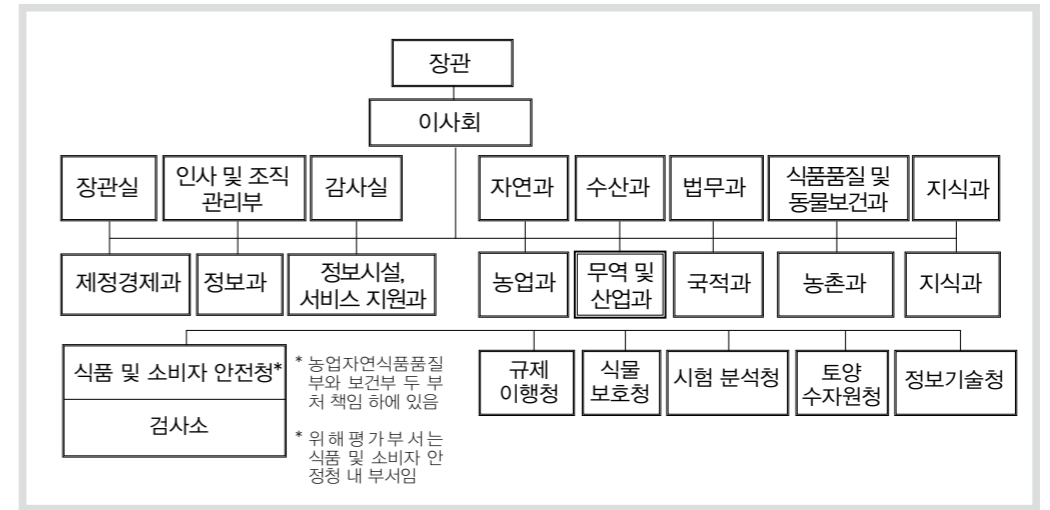 장관
이사회
장관실
인사 및 조직
관리부
감사실
자연과
수산과
법무과
식품품질 및
동물보건과
지식과
제정경제과
정보과
정보시설,
서비스 지원과
농업과
무역 및
산업과
국적과
농촌과
지식과
식품 및 소비자 안전청*
검사소
* 농업자연식품품질
부와 보건부 두 부
처 책임 하에 있음
* 위해평가부서는
식품 및 소비자 안
정청 내 부서임
규제
이행청
식물
보호청
시험 분석청
토양
수자원청
정보기술청